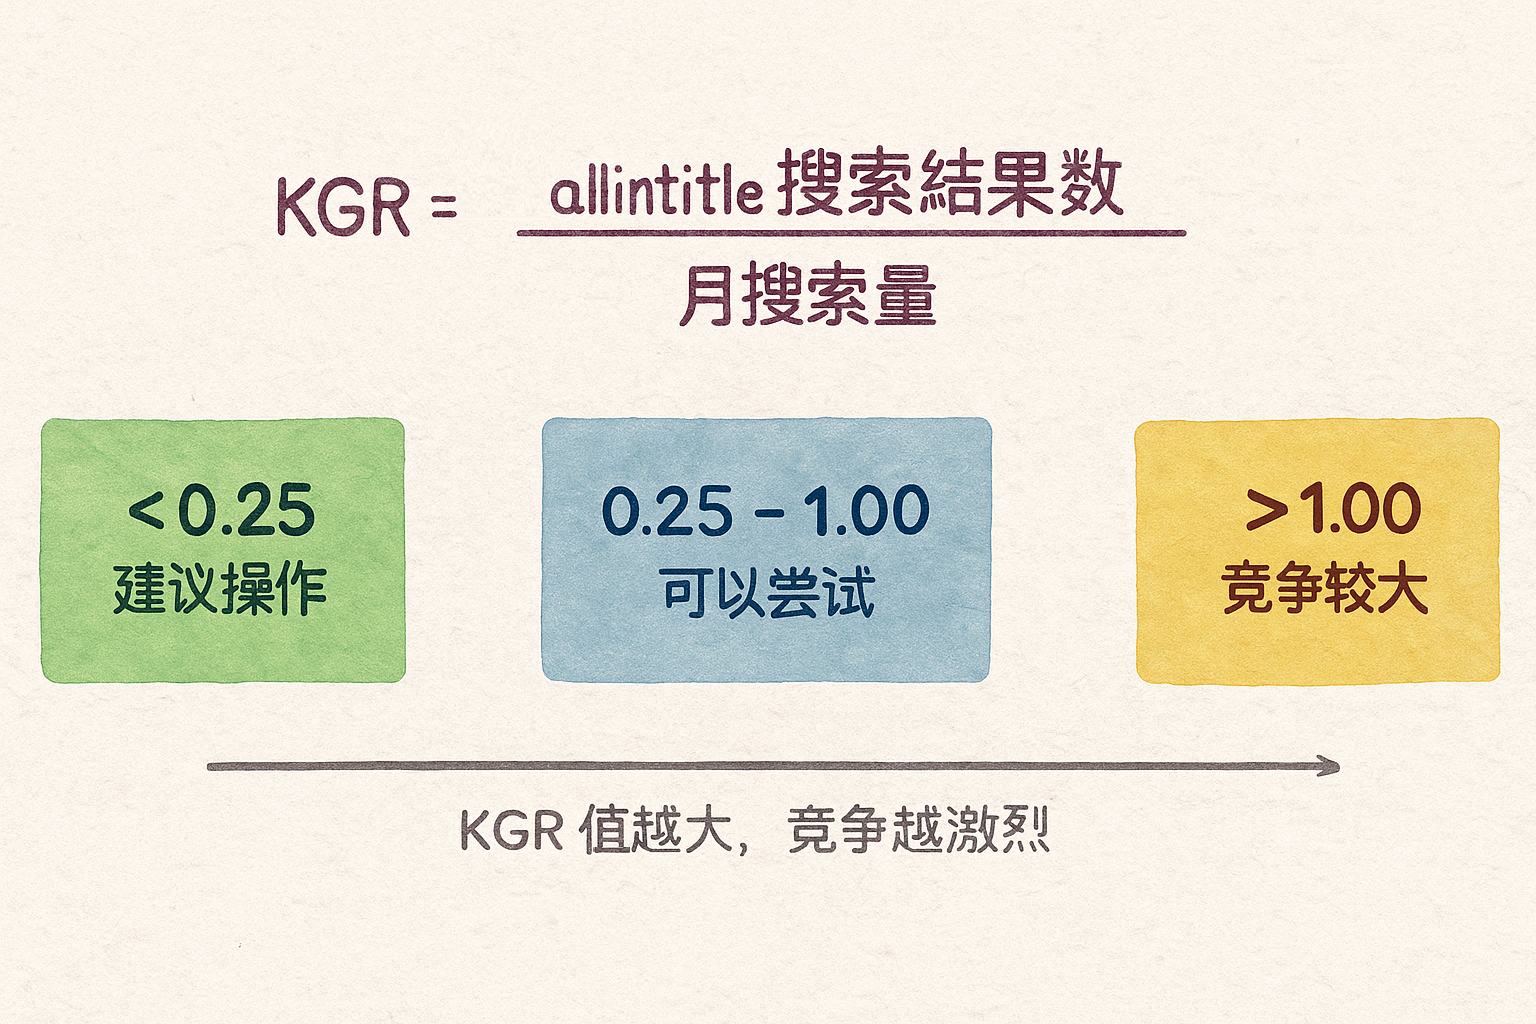 KGR = allintitle 搜索結果数
月搜索量
<0.25
建议操作
0.25 – 1.00
可以尝试
>1.00
竞争较大
KGR 值越大，竞争越激烈